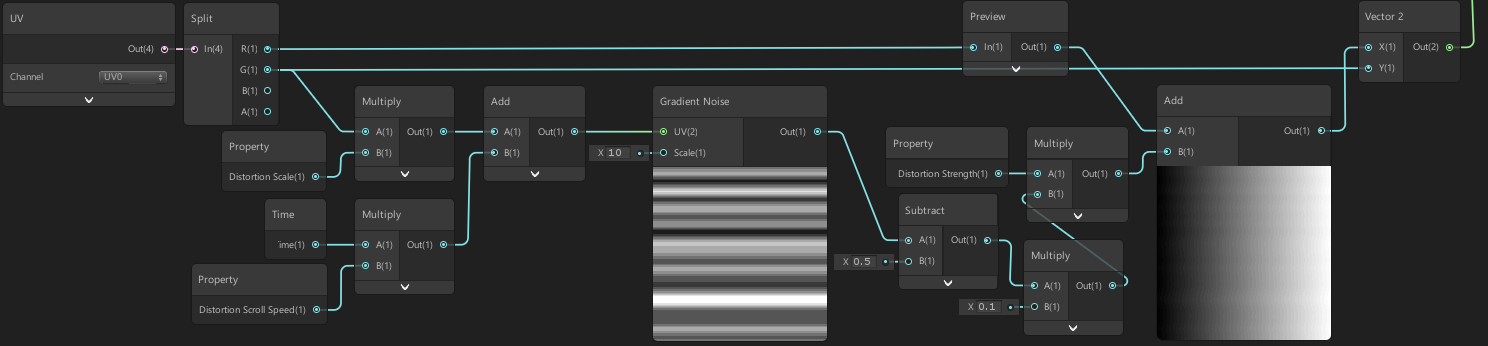 UV
Out(4)
Channel
UV0
Split
In(4)
R(1)
G(1)
B(1)
A(1)
Property
Distortion Scale(1)
Multiply
A(1)
Out(1)
B(1)
Time
Time(1)
Property
Distortion Scroll Speed(1)
Multiply
A(1)
Out(1)
B(1)
Add
A(1)
Out(1)
B(1)
X 10
Gradient Noise
UV(2)
Out(1)
Scale(1)
Property
Distortion Strength(1)
Subtract
A(1)
Out(1)
B(1)
X 0.5
Multiply
A(1)
Out(1)
B(1)
Multiply
A(1)
Out(1)
B(1)
X 0.1
Preview
In(1)
Out(1)
Add
A(1)
Out(1)
B(1)
Vector 2
X(1)
Out(2)
Y(1)